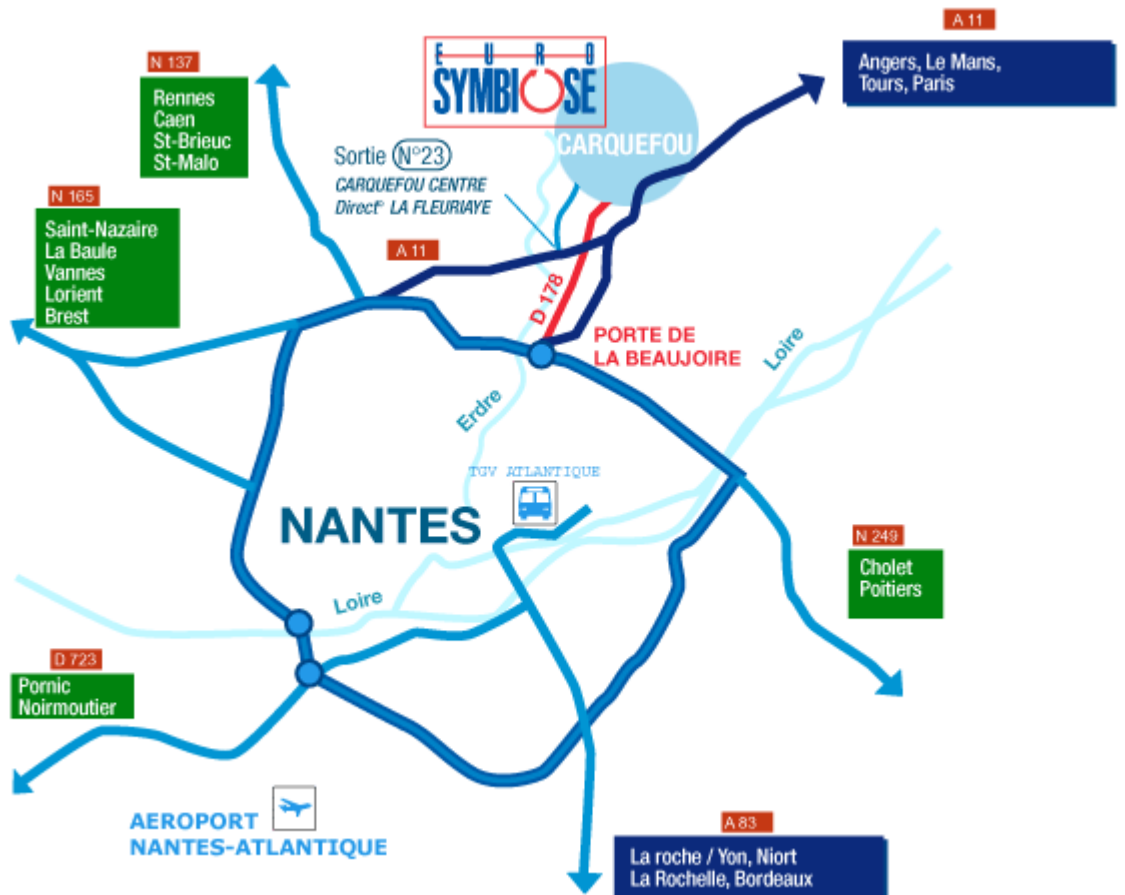 A 11
Angers, Le Mans,
Tours, Paris
EURO
SYMBIOSE
CARQUEFOU
N 137
Rennes
Caen
St-Brieuc
St-Malo
Sortie N°23
CARQUEFOU CENTRE
Direct° LA FLEURIAYE
N 165
Saint-Nazaire
La Baule
Vannes
Lorient
Brest
A 11
D 178
PORTE DE
LA BEAUJOIRE
Loire
Erdre
TGV ATLANTIQUE
NANTES
N 249
Cholet
Poitiers
Loire
D 723
Pornic
Noirmoutier
AEROPORT
NANTES-ATLANTIQUE
A 83
La roche / Yon, Niort
La Rochelle, Bordeaux